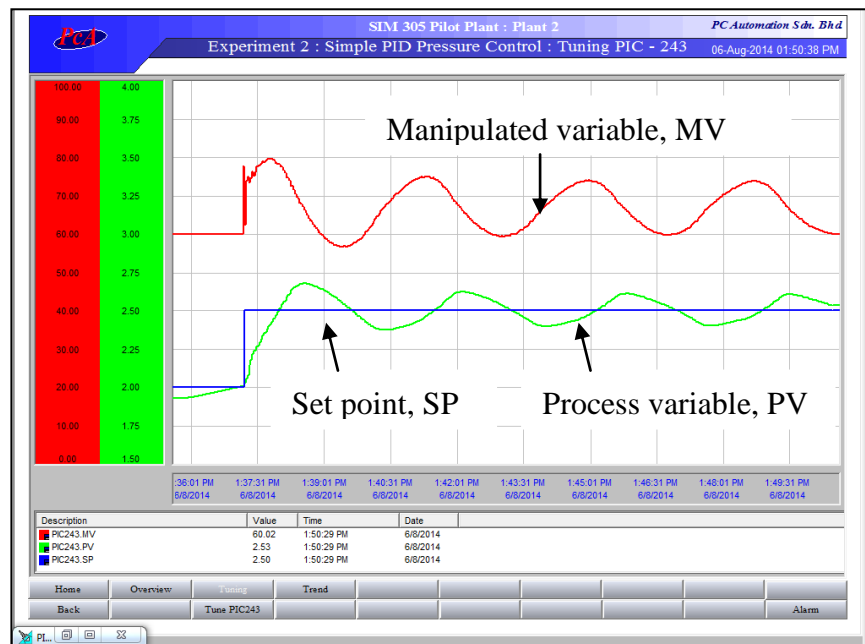 PcA
SIM 305 Pilot Plant : Plant 2
PC Automation Sdn. Bhd
Experiment 2 : Simple PID Pressure Control : Tuning PIC - 243
06-Aug-2014 01:50:38 PM
100.00 4.00
90.00 3.75
80.00 3.50
70.00 3.25
60.00 3.00
50.00 2.75
40.00 2.50
30.00 2.25
20.00 2.00
10.00 1.75
0.00 1.50
Manipulated variable, MV
Set point, SP
Process variable, PV
:36:01 PM 1:37:31 PM 1:39:01 PM 1:40:31 PM 1:42:01 PM 1:43:31 PM 1:45:01 PM 1:46:31 PM 1:48:01 PM 1:49:31 PM
6/8/2014 6/8/2014 6/8/2014 6/8/2014 6/8/2014 6/8/2014 6/8/2014 6/8/2014 6/8/2014 6/8/2014
Description Value Time Date
PIC243.MV 60.02 1:50:29 PM 6/8/2014
PIC243.PV 2.53 1:50:29 PM 6/8/2014
PIC243.SP 2.50 1:50:29 PM 6/8/2014
Home Overview Tuning Trend
Back Tune PIC243 Alarm
PI...